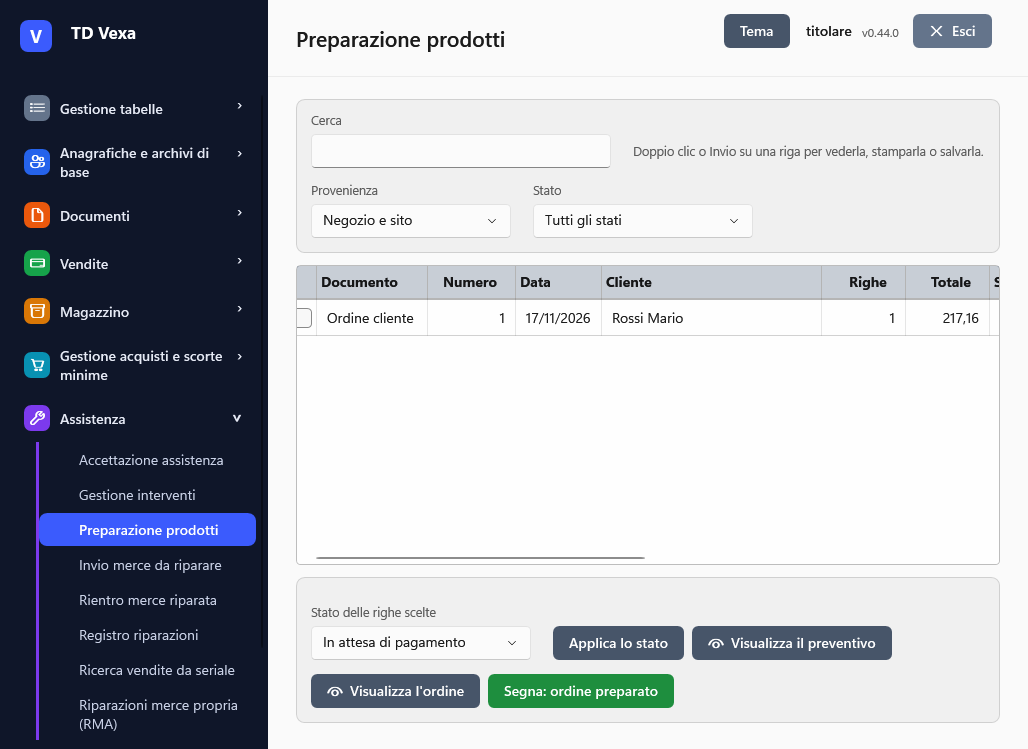 V
TD Vexa
Gestione tabelle
Anagrafiche e archivi di
base
Documenti
Vendite
Magazzino
Gestione acquisti e scorte
minime
Assistenza
Accettazione assistenza
Gestione interventi
Preparazione prodotti
Invio merce da riparare
Rientro merce riparata
Registro riparazioni
Ricerca vendite da seriale
Riparazioni merce propria
(RMA)
Preparazione prodotti
Tema
titolare v0.44.0
Esci
Cerca
Doppio clic o Invio su una riga per vederla, stamparla o salvarla.
Provenienza Stato
Negozio e sito Tutti gli stati
Documento Numero Data Cliente Righe Totale S
Ordine cliente 1 17/11/2026 Rossi Mario 1 217,16
Stato delle righe scelte
In attesa di pagamento Applica lo stato Visualizza il preventivo
Visualizza l'ordine Segna: ordine preparato